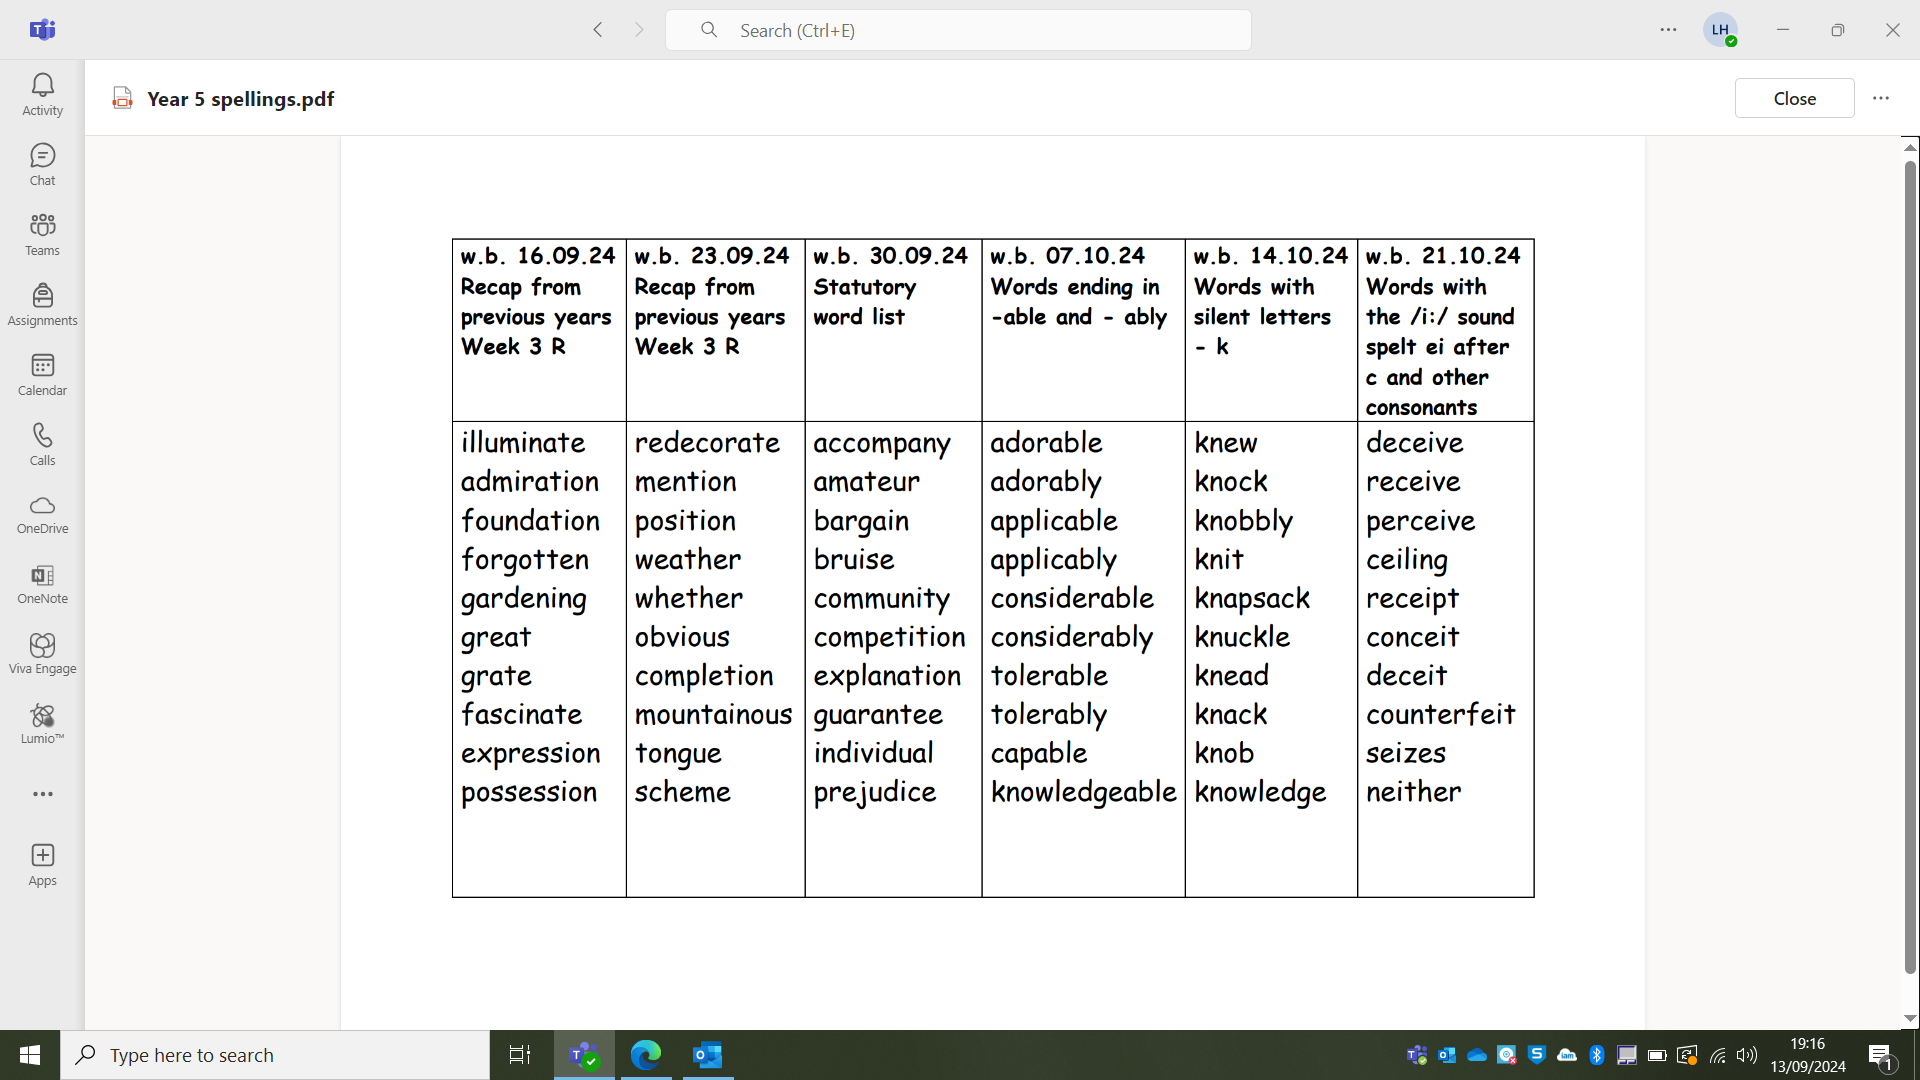 Search (Ctrl+E)
LH
Activity
Chat
Teams
Assignments
Calendar
Calls
OneDrive
OneNote
Viva Engage
Lumio™
Apps
Year 5 spellings.pdf
Close
w.b. 16.09.24
Recap from
previous years
Week 3 R
illuminate
admiration
foundation
forgotten
gardening
great
grate
fascinate
expression
possession
w.b. 23.09.24
Recap from
previous years
Week 3 R
redecorate
mention
position
weather
whether
obvious
completion
mountainous
tongue
scheme
w.b. 30.09.24
Statutory
word list
accompany
amateur
bargain
bruise
community
competition
explanation
guarantee
individual
prejudice
w.b. 07.10.24
Words ending in
-able and - ably
adorable
adorably
applicable
applicably
considerable
considerably
tolerable
tolerably
capable
knowledgeable
w.b. 14.10.24
Words with
silent letters
- k
knew
knock
knobbly
knit
knapsack
knuckle
knead
knack
knob
knowledge
w.b. 21.10.24
Words with
the /i:/ sound
spelt ei after
c and other
consonants
deceive
receive
perceive
ceiling
receipt
conceit
deceit
counterfeit
seizes
neither
Type here to search
19:16
13/09/2024
1